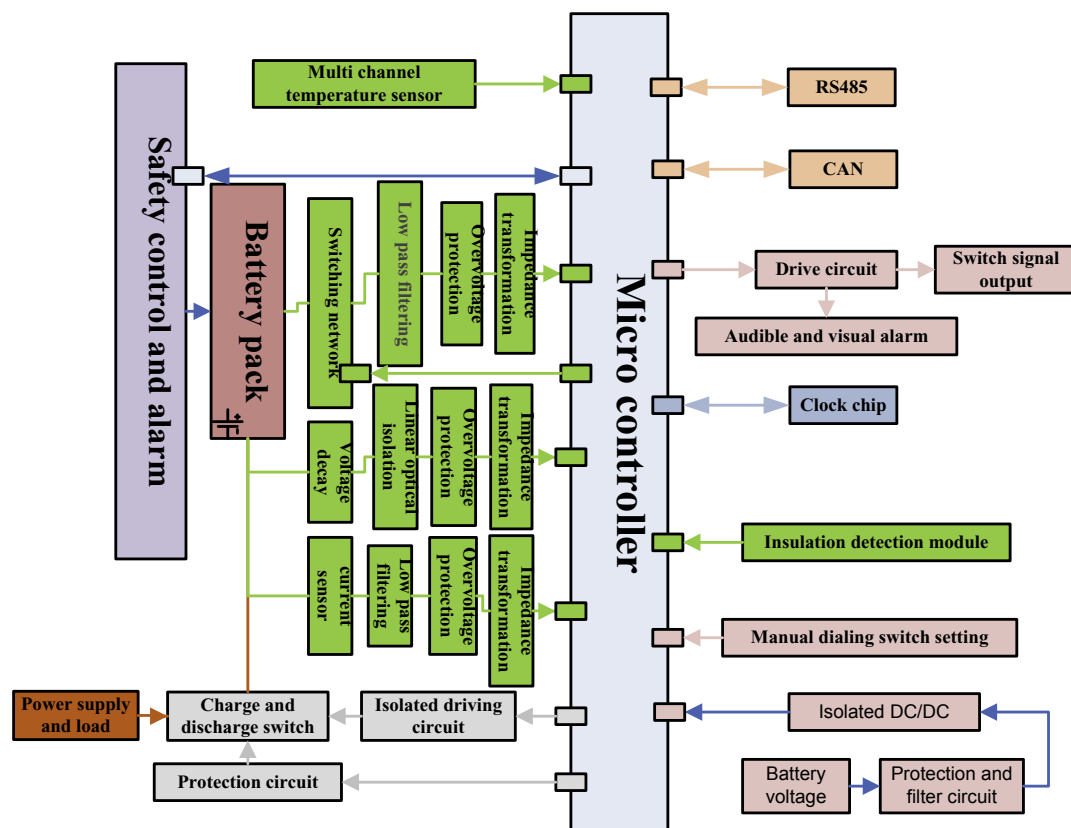 Multi channel
temperature sensor
Safety control and alarm
Battery pack
Switching network
Low pass filtering
Overvoltage
protection
Impedance
transformation
Voltage
decay
Linear optical
isolation
Overvoltage
protection
Impedance
transformation
current
sensor
Low pass
filtering
Overvoltage
protection
Impedance
transformation
Power supply
and load
Charge and
discharge switch
Isolated driving
circuit
Protection circuit
Micro controller
RS485
CAN
Drive circuit
Switch signal
output
Audible and visual alarm
Clock chip
Insulation detection module
Manual dialing switch setting
Isolated DC/DC
Battery
voltage
Protection and
filter circuit